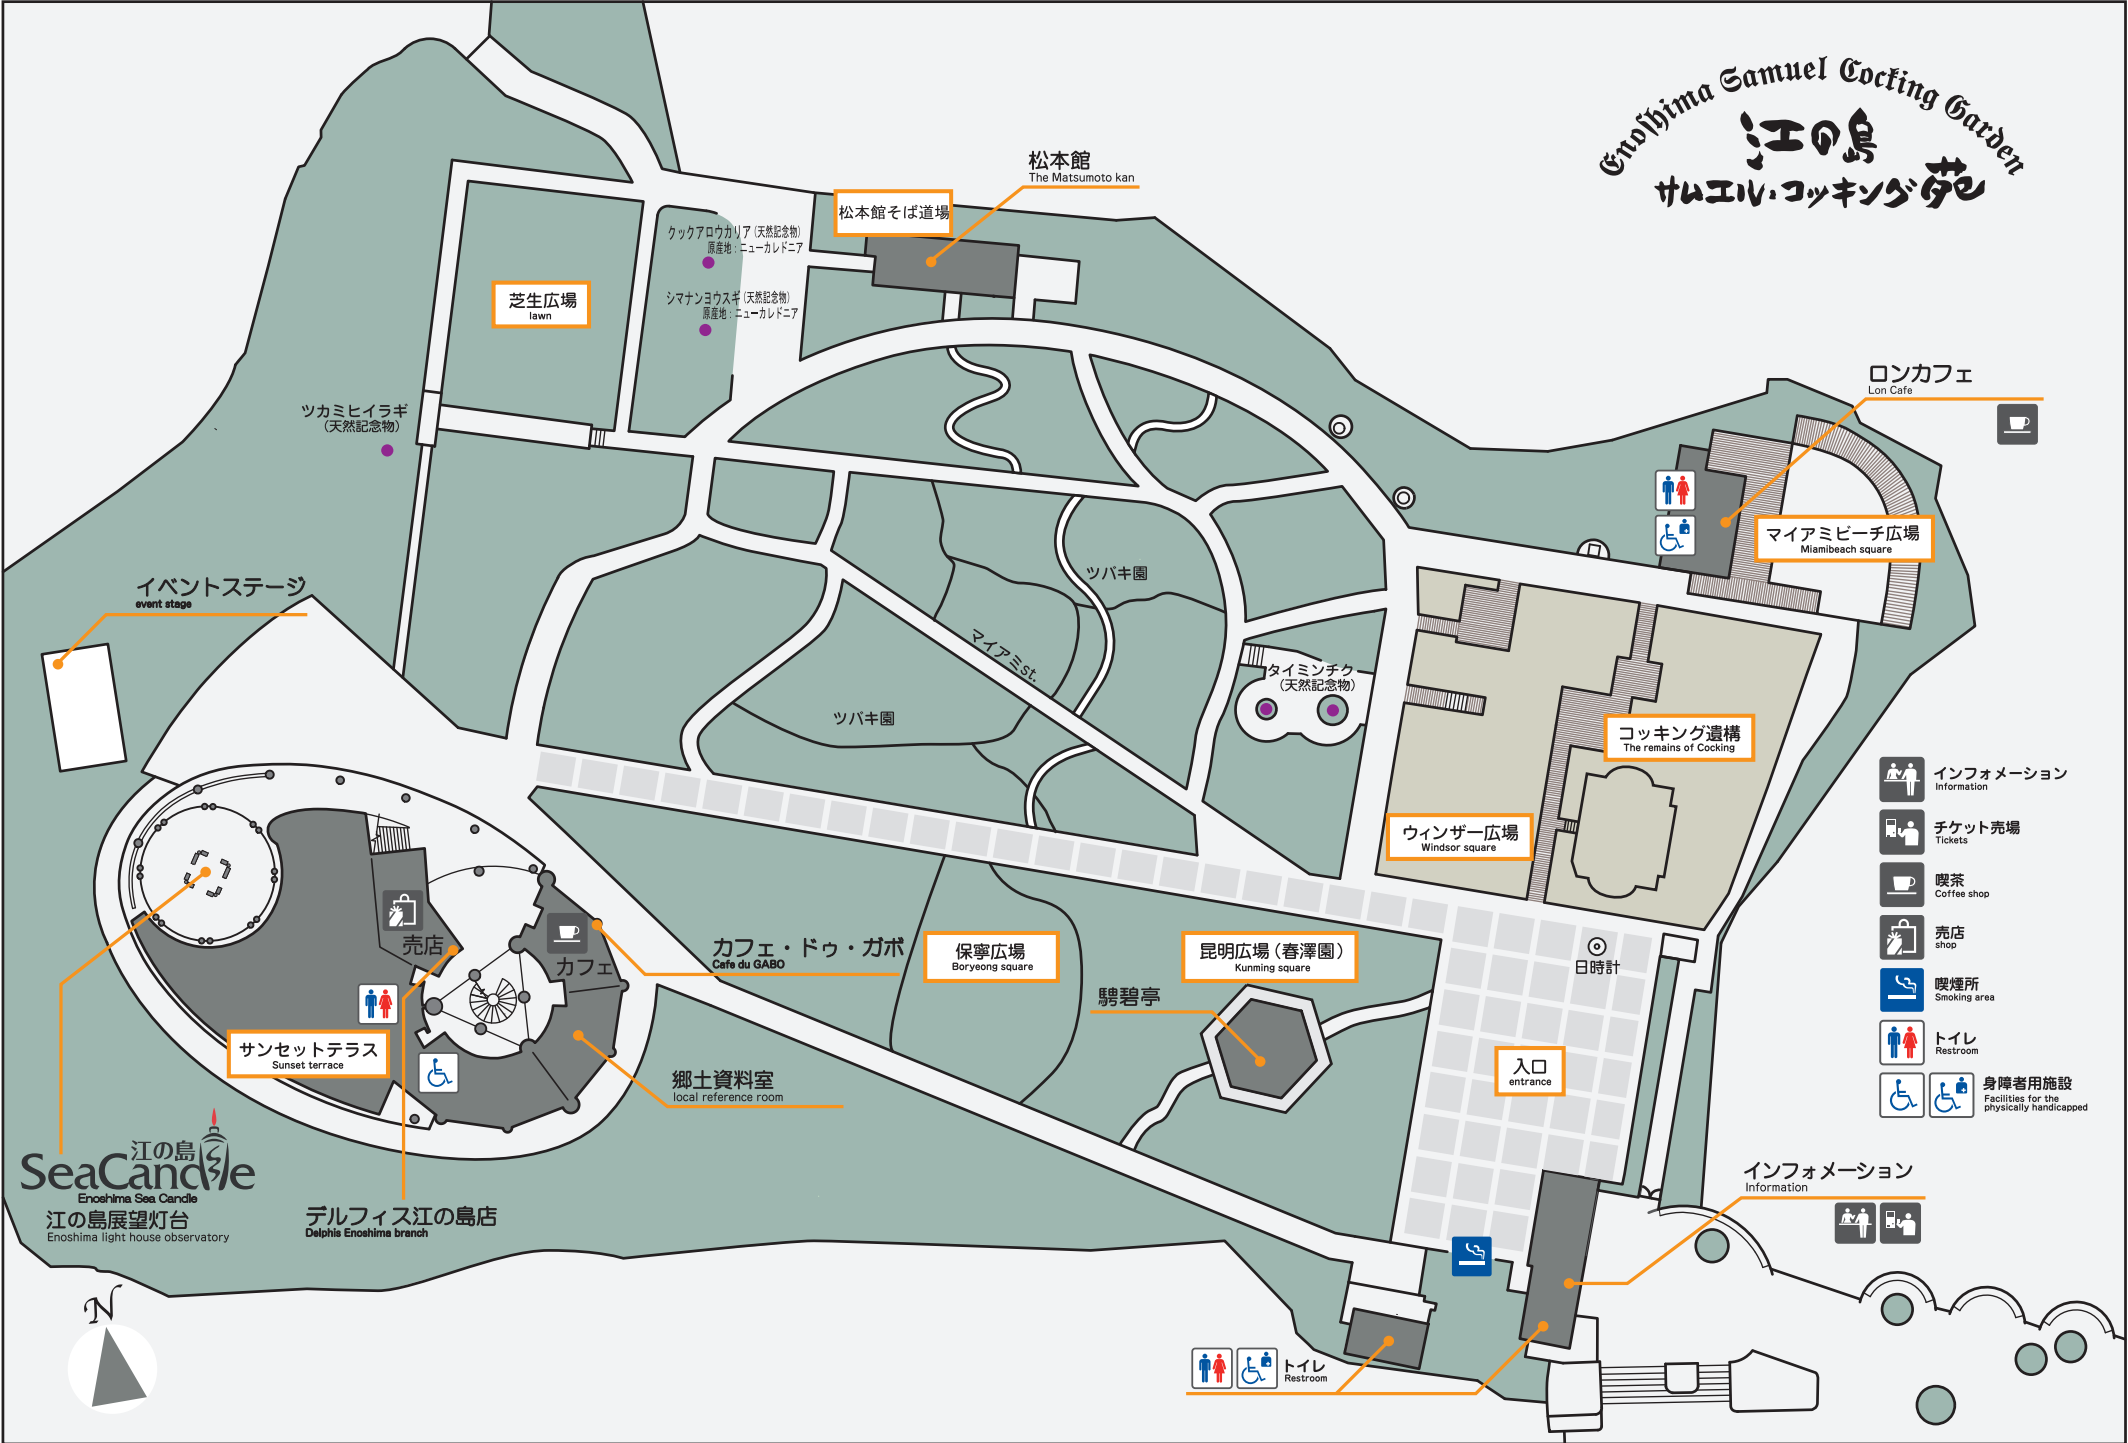 Enoshima Samuel Cocking Garden
江の島
サムエル・コッキング苑
松本館
The Matsumoto kan
松本館そば道場
クックアロウカリア(天然記念物)
原産地：ニューカレドニア
シマナンヨウスギ(天然記念物)
原産地：ニューカレドニア
芝生広場
lawn
ツカミヒイラギ
(天然記念物)
ロンカフェ
Lon Cafe
マイアミビーチ広場
Miamibeach square
イベントステージ
event stage
ツバキ園
マイアミst.
ツバキ園
タイミンチク
(天然記念物)
コッキング遺構
The remains of Cocking
ウィンザー広場
Windsor square
インフォメーション
Information
チケット売場
Tickets
喫茶
Coffee shop
売店
shop
喫煙所
Smoking area
トイレ
Restroom
身障者用施設
Facilities for the
physically handicapped
売店
カフェ
カフェ・ドゥ・ガボ
Cafe du GABO
保寧広場
Boryeong square
昆明広場(春澤園)
Kunming square
日時計
騁碧亭
入口
entrance
サンセットテラス
Sunset terrace
郷土資料室
local reference room
江の島
SeaCandle
Enoshima Sea Candle
江の島展望灯台
Enoshima light house observatory
デルフィス江の島店
Delphis Enoshima branch
インフォメーション
Information
トイレ
Restroom
N